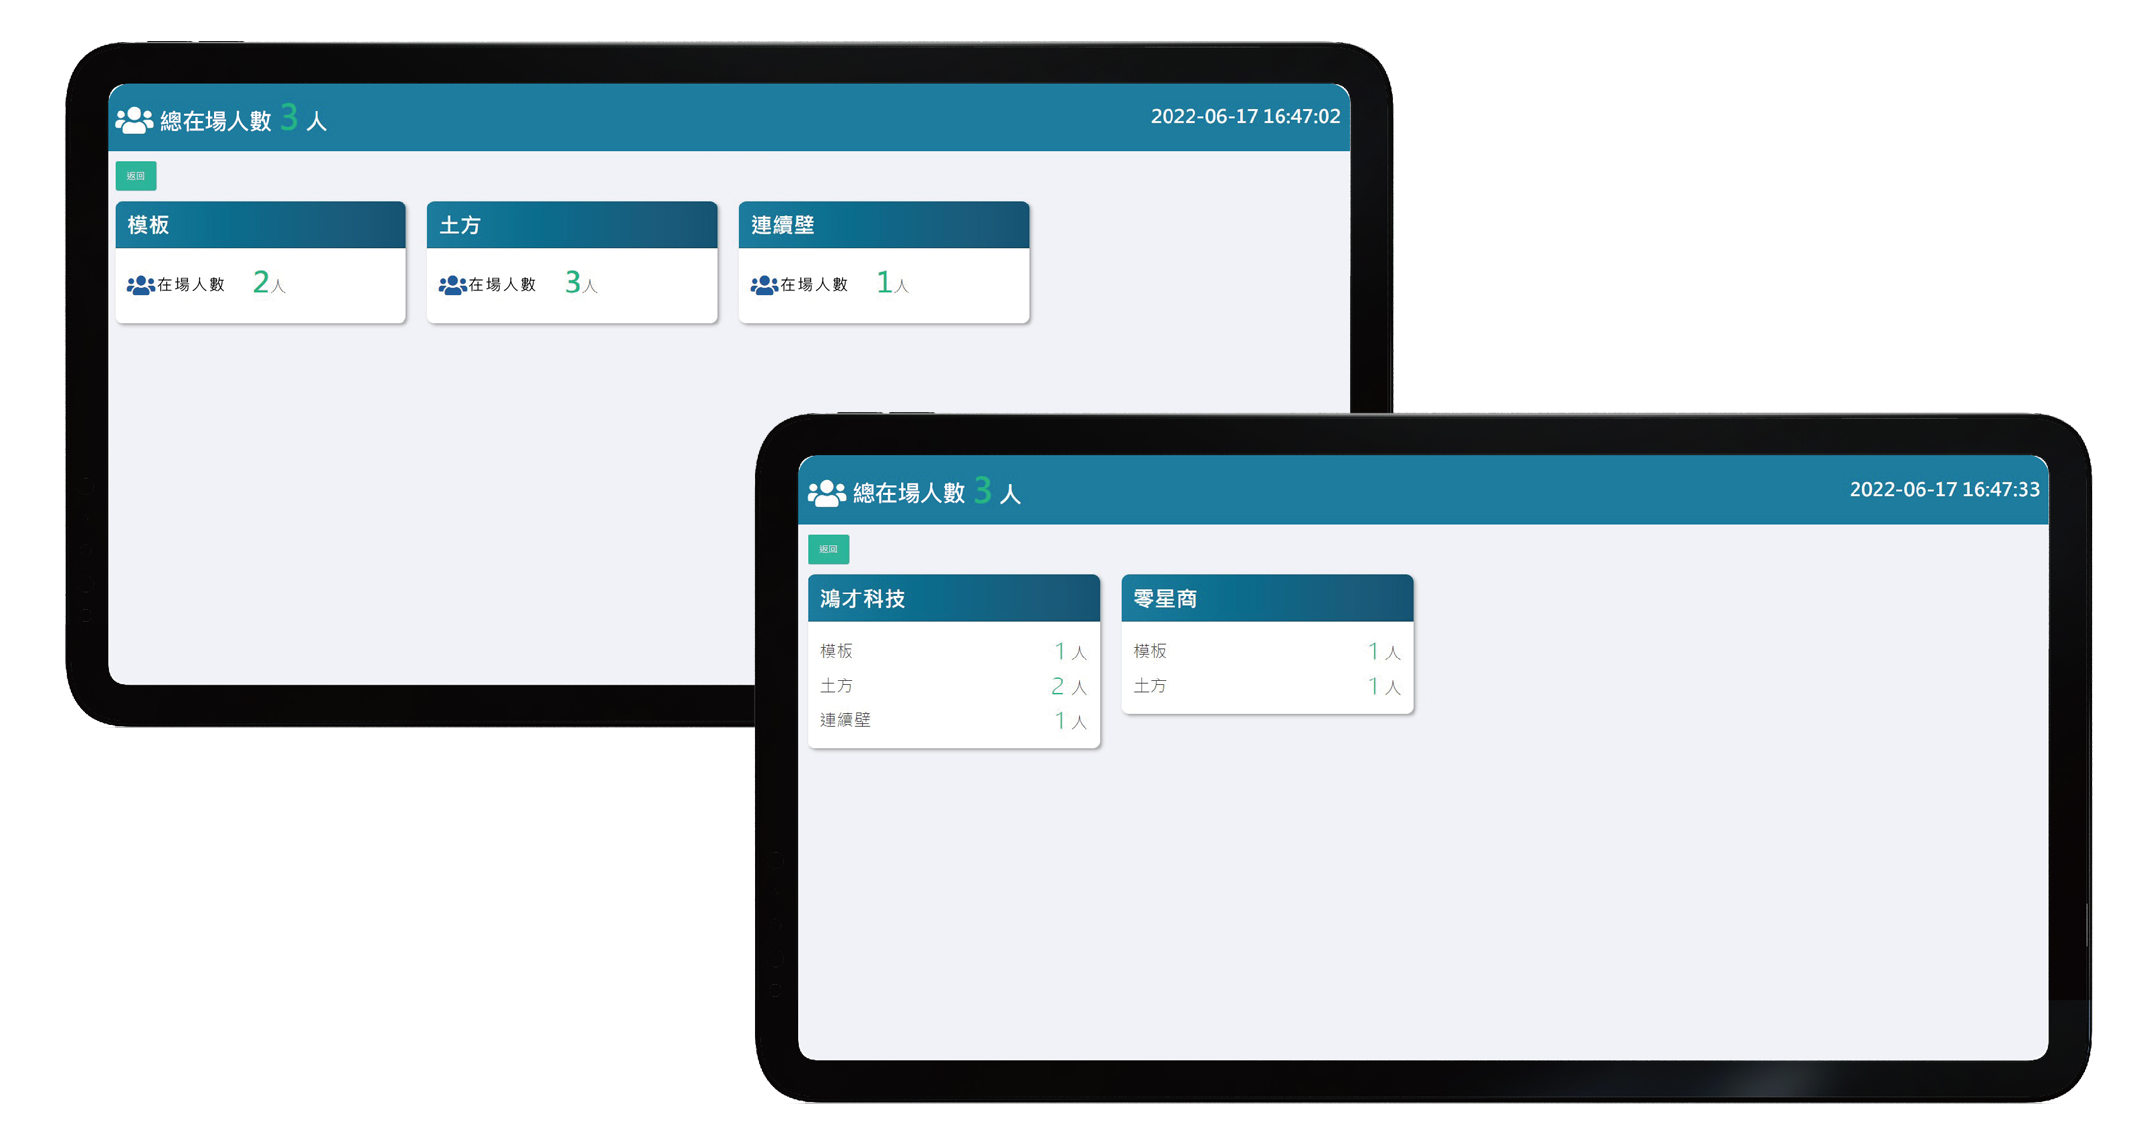 總在場人數 3 人
2022-06-17 16:47:02
返回
模板
在場人數 2人
土方
在場人數 3人
連續壁
在場人數 1人
總在場人數 3 人
2022-06-17 16:47:33
返回
鴻才科技
模板 1 人
土方 2 人
連續壁 1 人
零星商
模板 1 人
土方 1 人